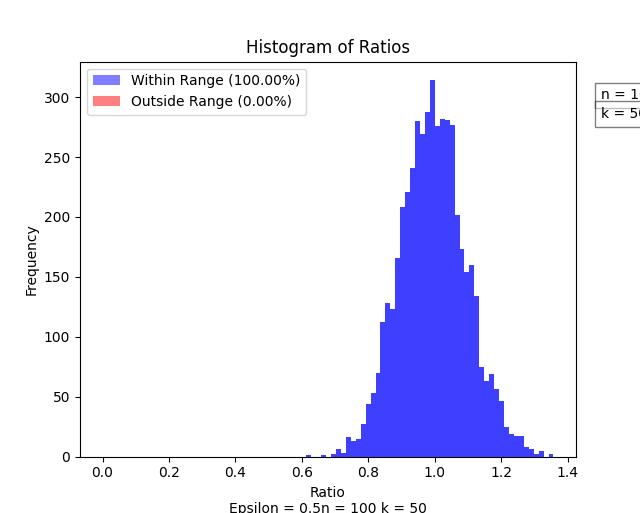 Histogram of Ratios
Within Range (100.00%)
Outside Range (0.00%)
n = 1
k = 50
300
250
200
150
100
50
0
Frequency
0.0 0.2 0.4 0.6 0.8 1.0 1.2 1.4
Ratio
Epsilon = 0.5n = 100 k = 50